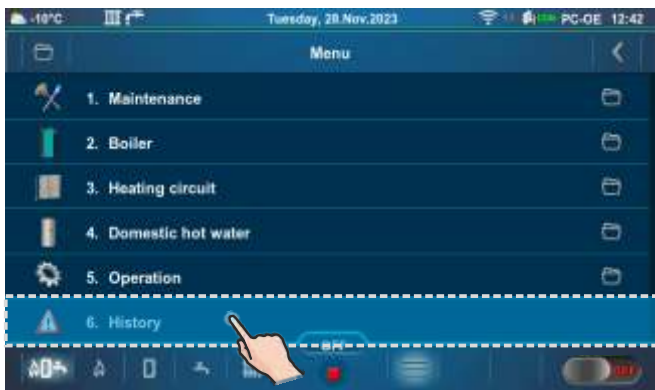 -10°C Tuesday, 28.Nov.2023 PC-OE 12:42
Menu
1. Maintenance
2. Boiler
3. Heating circuit
4. Domestic hot water
5. Operation
6. History
OFF